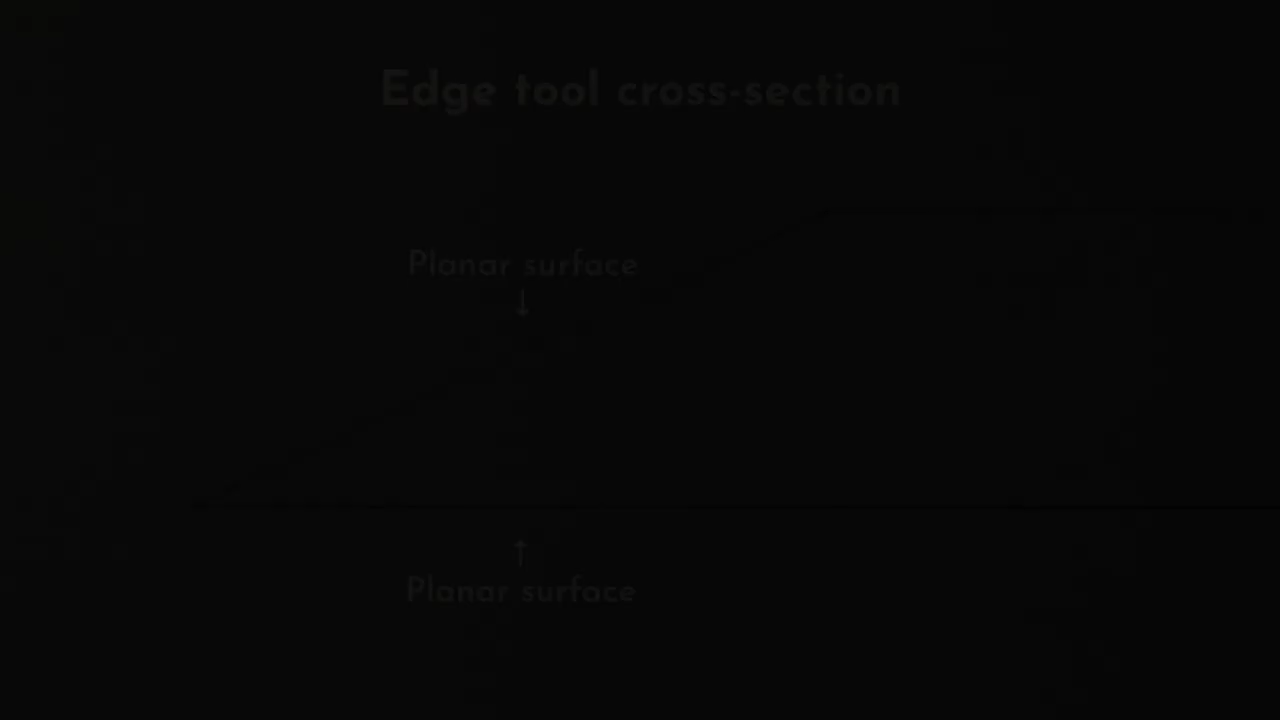 Edge tool cross-section
Planar surface
↓
↑
Planar surface